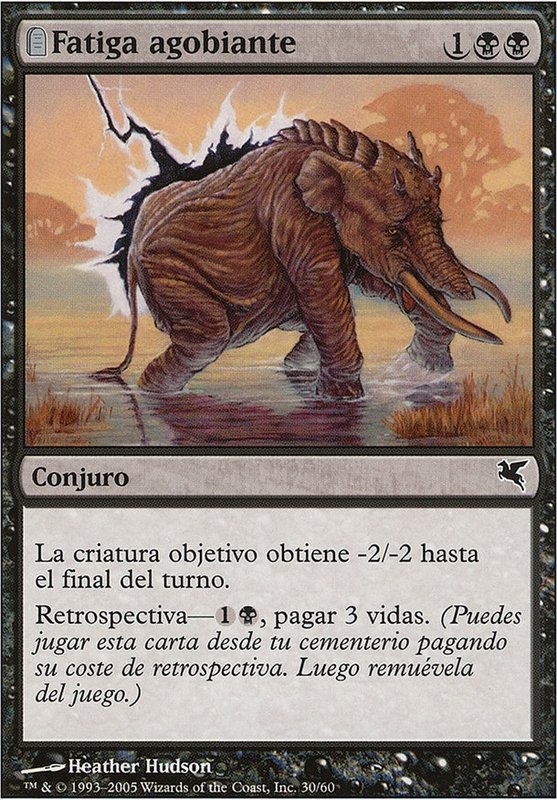 Fatiga agobiante 1
Conjuro
La criatura objetivo obtiene -2/-2 hasta
el final del turno.
Retrospectiva—1, pagar 3 vidas. (Puedes
jugar esta carta desde tu cementerio pagando
su coste de retrospectiva. Luego remuévela
del juego.)
Heather Hudson
™ & © 1993–2005 Wizards of the Coast, Inc. 30/60